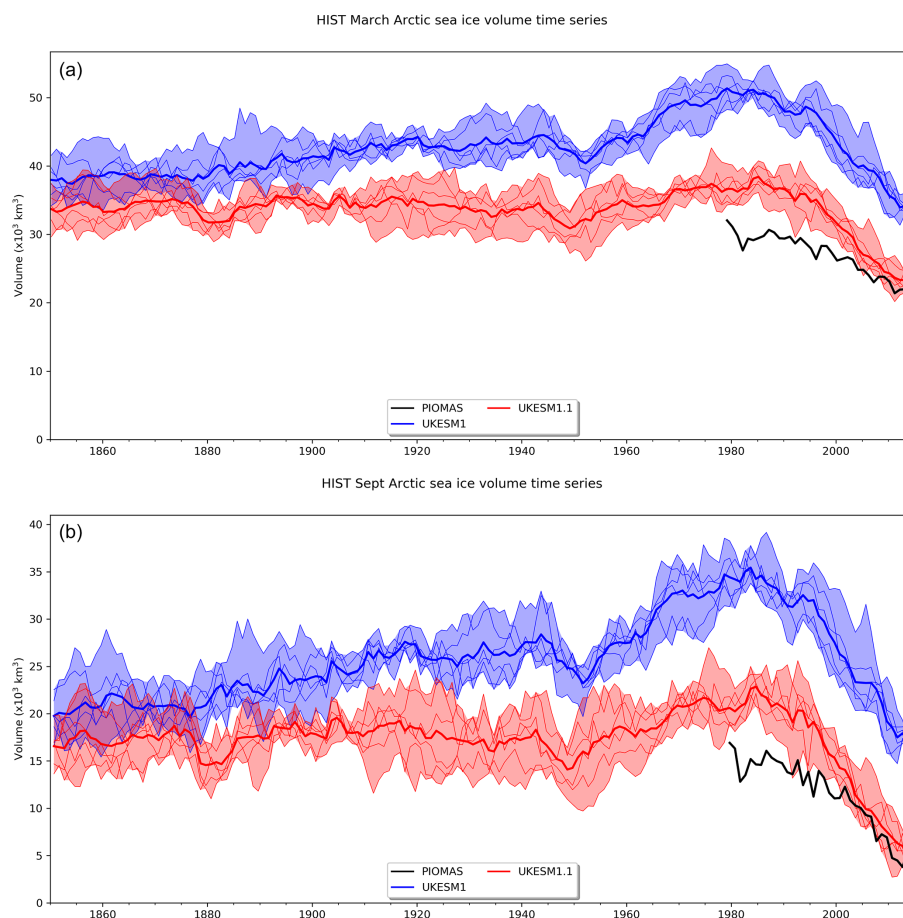 HIST March Arctic sea ice volume time series
(a)
Volume (x10³ km³)
50
40
30
20
10
0
PIOMAS
UKESM1
UKESM1.1
1860 1880 1900 1920 1940 1960 1980 2000
HIST Sept Arctic sea ice volume time series
(b)
Volume (x10³ km³)
40
35
30
25
20
15
10
5
0
PIOMAS
UKESM1
UKESM1.1
1860 1880 1900 1920 1940 1960 1980 2000